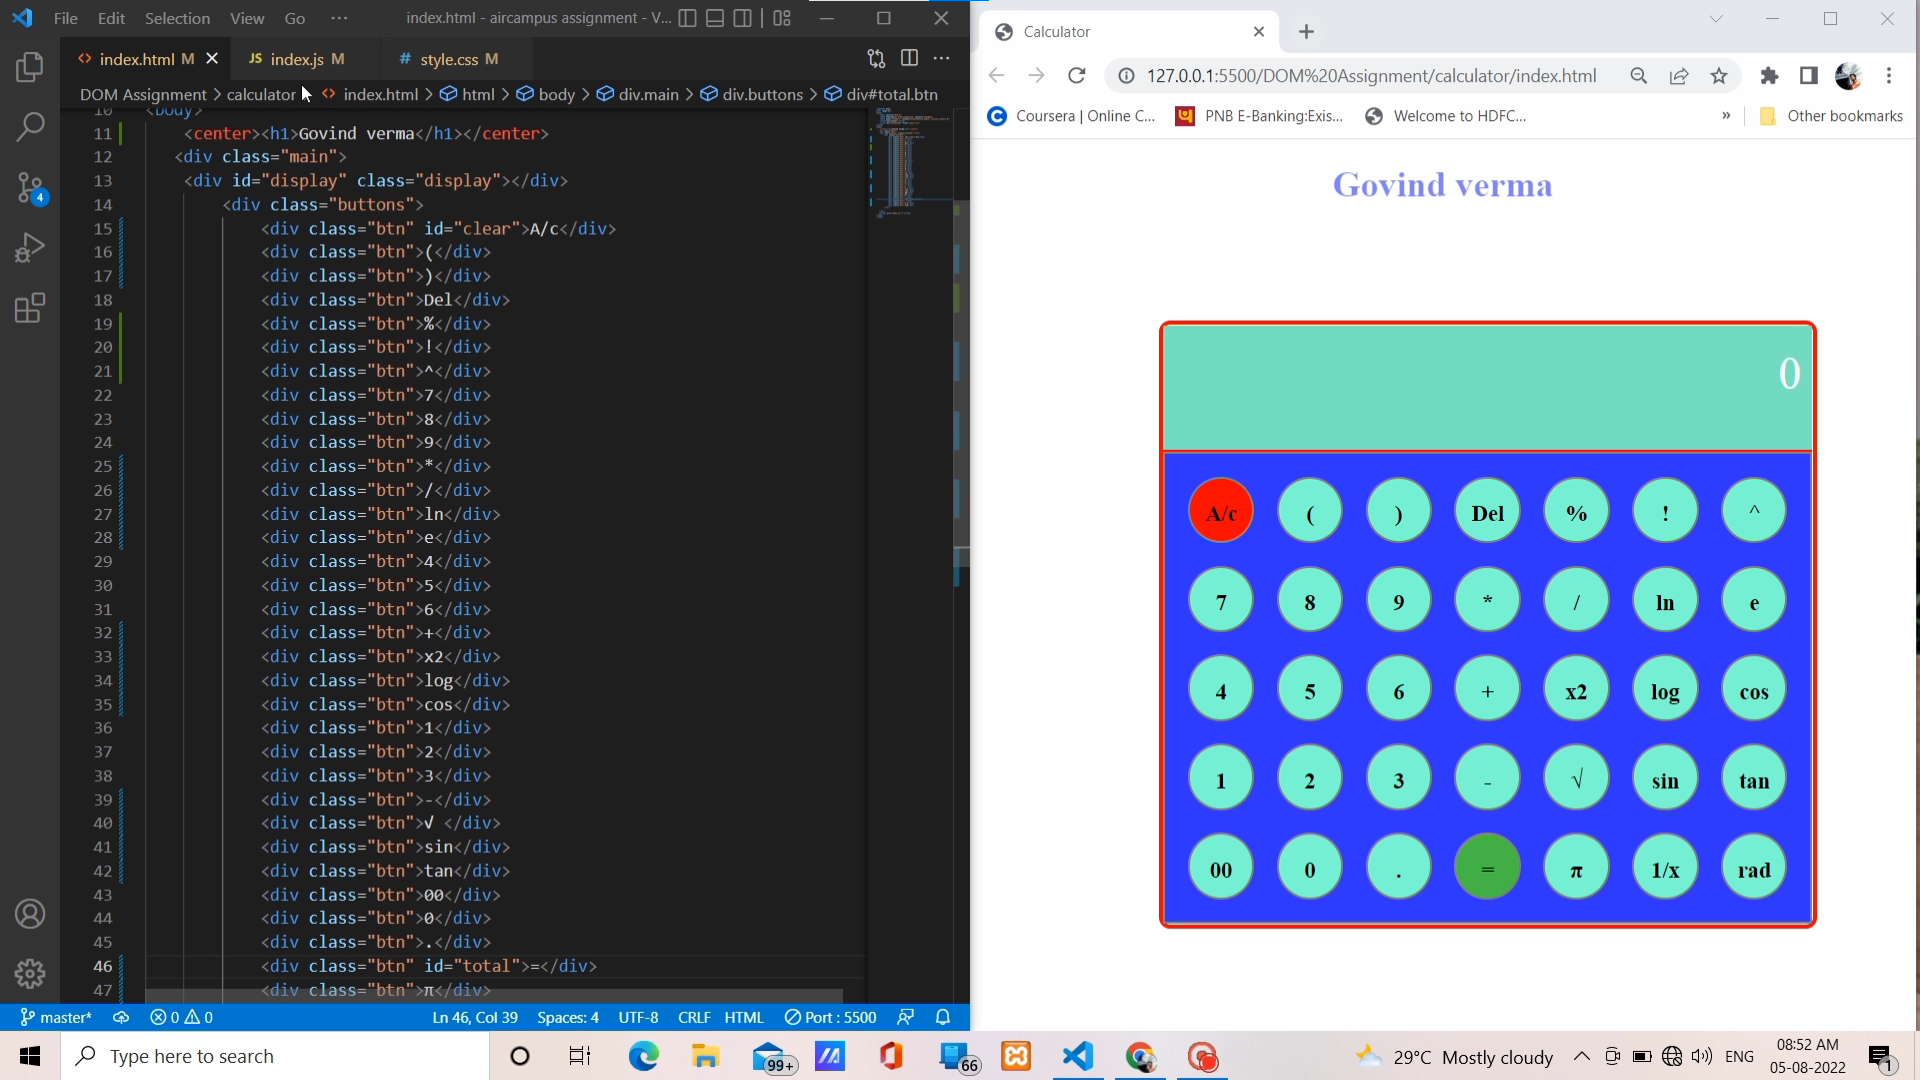 File Edit Selection View Go ··· index.html - aircampus assignment - V...
index.html M JS index.js M # style.css M
DOM Assignment > calculator > index.html > html > body > div.main > div.buttons > div#total.btn
10 <body>
11 <center><h1>Govind verma</h1></center>
12 <div class="main">
13 <div id="display" class="display"></div>
14 <div class="buttons">
15 <div class="btn" id="clear">A/c</div>
16 <div class="btn">(</div>
17 <div class="btn">)</div>
18 <div class="btn">Del</div>
19 <div class="btn">%</div>
20 <div class="btn">!</div>
21 <div class="btn">^</div>
22 <div class="btn">7</div>
23 <div class="btn">8</div>
24 <div class="btn">9</div>
25 <div class="btn">*</div>
26 <div class="btn">/</div>
27 <div class="btn">ln</div>
28 <div class="btn">e</div>
29 <div class="btn">4</div>
30 <div class="btn">5</div>
31 <div class="btn">6</div>
32 <div class="btn">+</div>
33 <div class="btn">x2</div>
34 <div class="btn">log</div>
35 <div class="btn">cos</div>
36 <div class="btn">1</div>
37 <div class="btn">2</div>
38 <div class="btn">3</div>
39 <div class="btn">-</div>
40 <div class="btn">√ </div>
41 <div class="btn">sin</div>
42 <div class="btn">tan</div>
43 <div class="btn">00</div>
44 <div class="btn">0</div>
45 <div class="btn">.</div>
46 <div class="btn" id="total">=</div>
47 <div class="btn">π</div>
4
master* 0 0 Ln 46, Col 39 Spaces: 4 UTF-8 CRLF HTML Port : 5500
Calculator
127.0.0.1:5500/DOM%20Assignment/calculator/index.html
Coursera | Online C... PNB E-Banking:Exis... Welcome to HDFC... » Other bookmarks
Govind verma
0
A/c ( ) Del % ! ^
7 8 9 * / ln e
4 5 6 + x2 log cos
1 2 3 - √ sin tan
00 0 . = π 1/x rad
Type here to search 99+ 66 29°C Mostly cloudy ENG 08:52 AM
05-08-2022
1